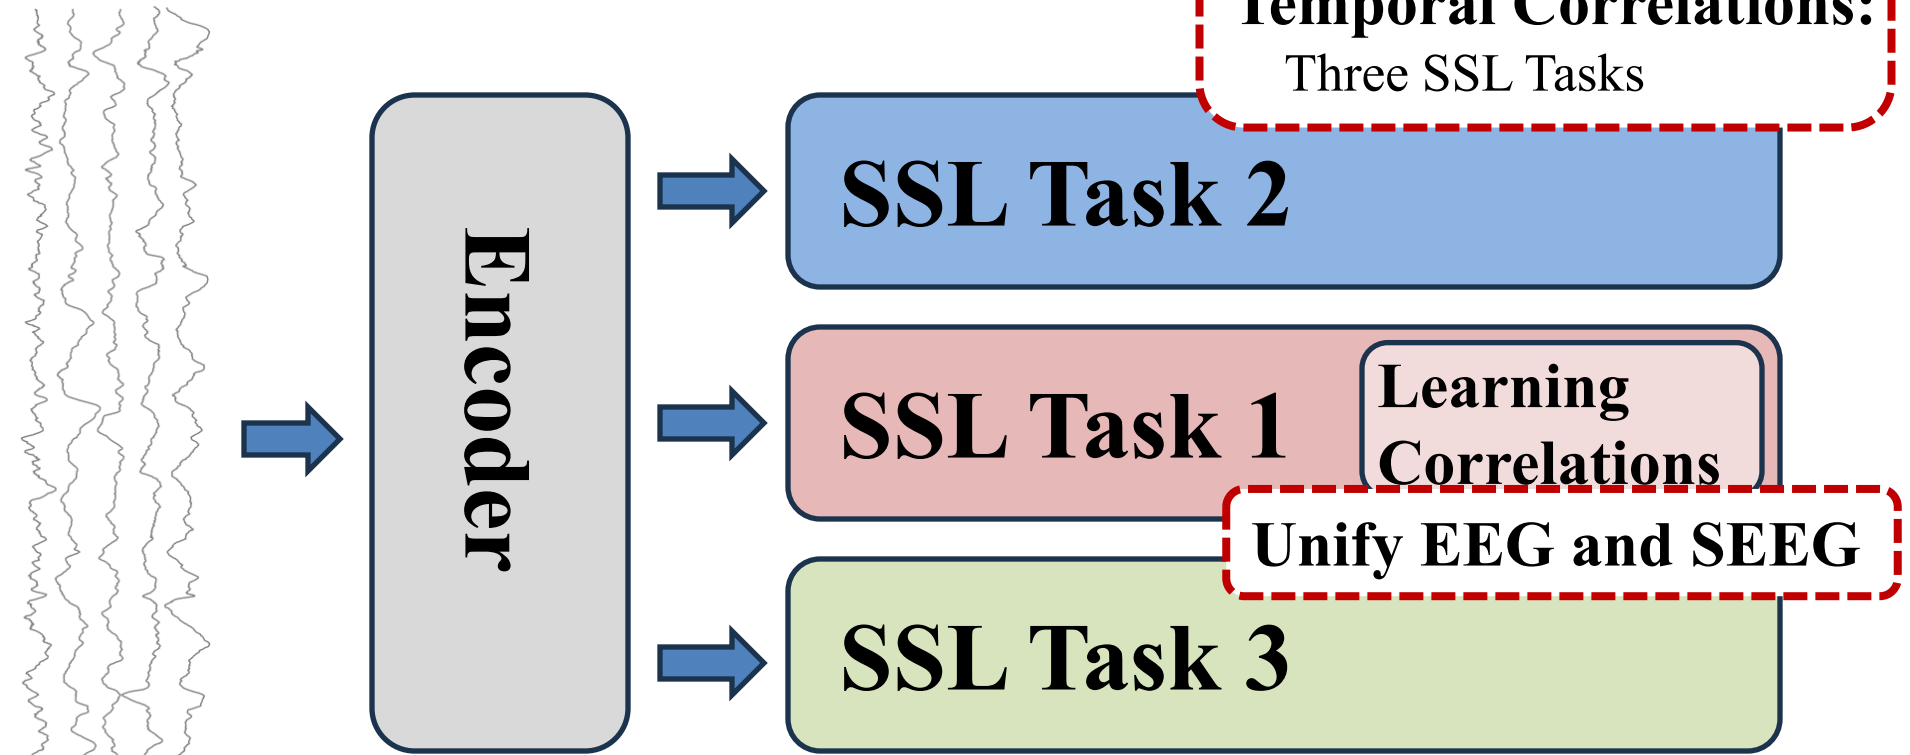 Temporal Correlations:
Three SSL Tasks
SSL Task 2
Encoder
SSL Task 1
Learning
Correlations
Unify EEG and SEEG
SSL Task 3